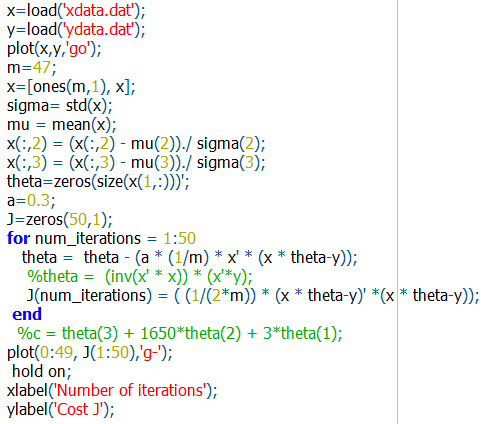 x=load('xdata.dat');
y=load('ydata.dat');
plot(x,y,'go');
m=47;
x=[ones(m,1), x];
sigma= std(x);
mu = mean(x);
x(:,2) = (x(:,2) - mu(2))./ sigma(2);
x(:,3) = (x(:,3) - mu(3))./ sigma(3);
theta=zeros(size(x(1,:)))';
a=0.3;
J=zeros(50,1);
for num_iterations = 1:50
theta =  theta - (a * (1/m) * x' * (x * theta-y));
%theta =  (inv(x' * x)) * (x'*y);
J(num_iterations) = ( (1/(2*m)) * (x * theta-y)' *(x * theta-y));
end
%c = theta(3) + 1650*theta(2) + 3*theta(1);
plot(0:49, J(1:50),'g-');
hold on;
xlabel('Number of iterations');
ylabel('Cost J');